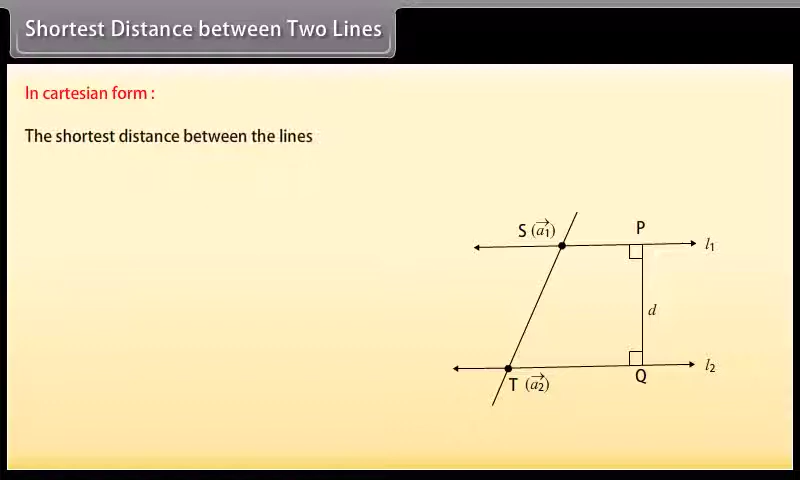 Shortest Distance between Two Lines
In cartesian form :
The shortest distance between the lines
S (a₁⃗) P l₁
d
T (a₂⃗) Q l₂